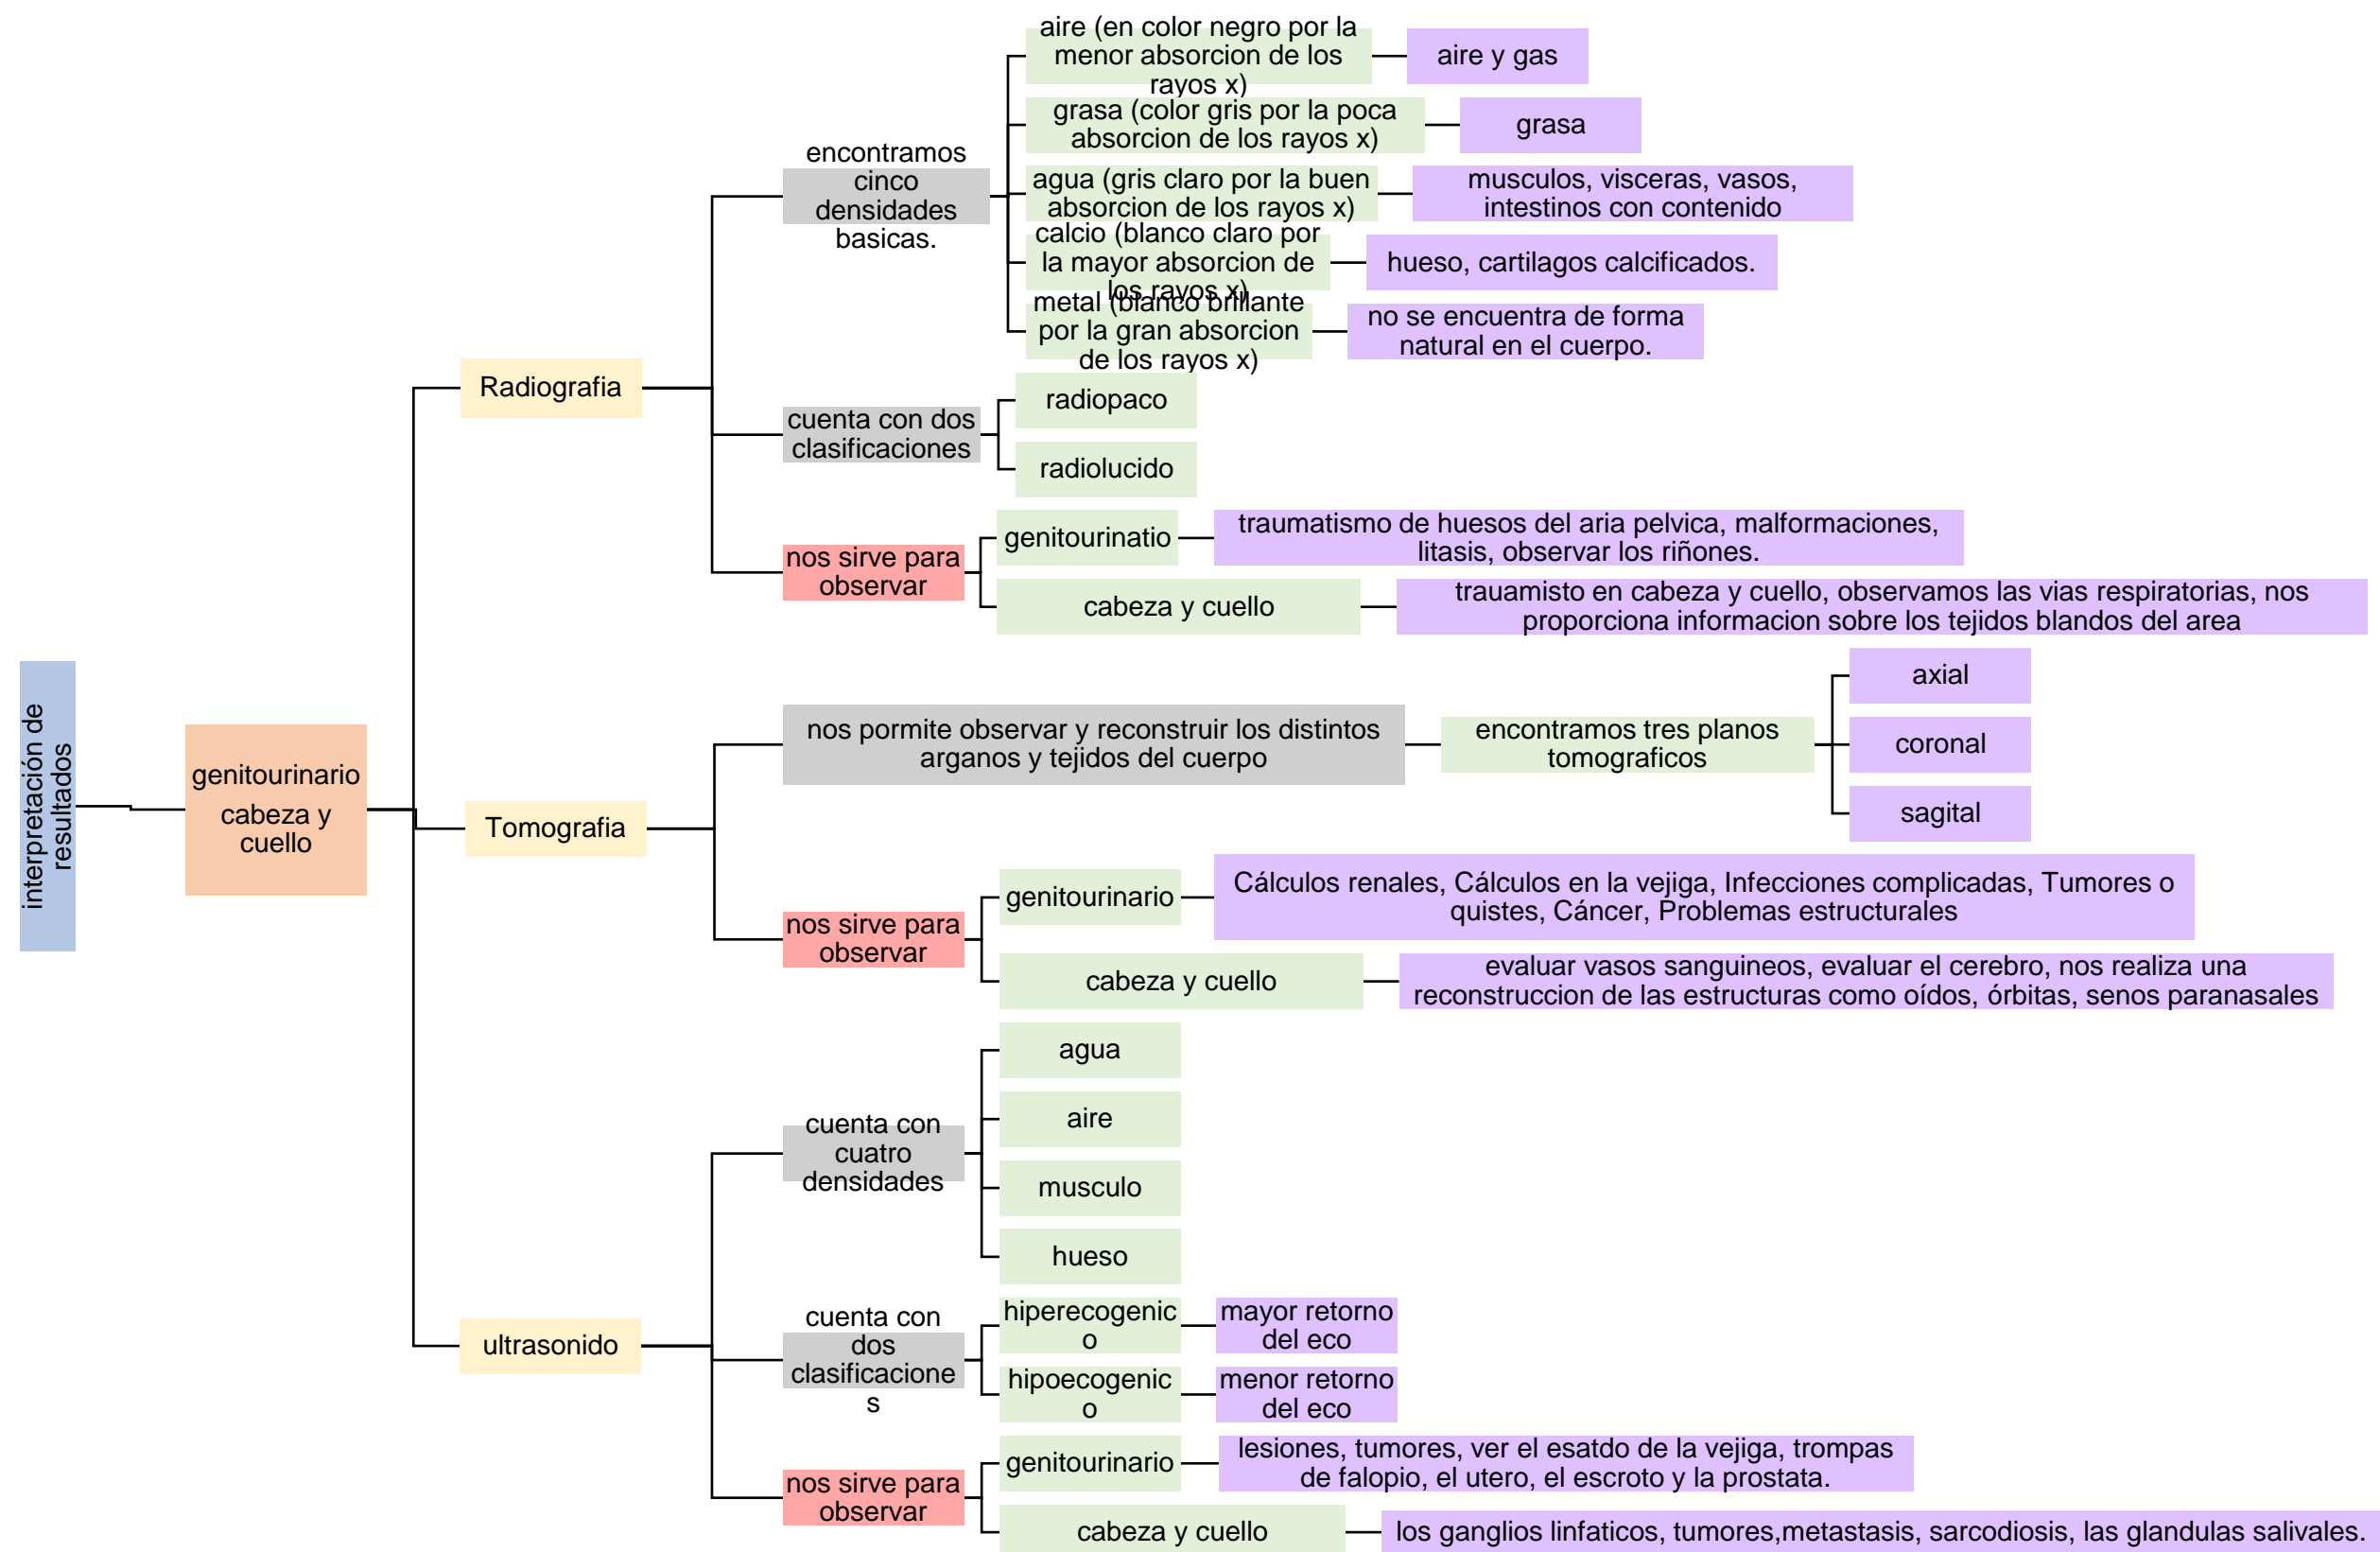 interpretación de
resultados
genitourinario
cabeza y
cuello
Radiografia
encontramos
cinco
densidades
basicas.
aire (en color negro por la
menor absorcion de los
rayos x)
aire y gas
grasa (color gris por la poca
absorcion de los rayos x)
grasa
agua (gris claro por la buen
absorcion de los rayos x)
musculos, visceras, vasos,
intestinos con contenido
calcio (blanco claro por
la mayor absorcion de
los rayos x)
hueso, cartilagos calcificados.
metal (blanco brillante
por la gran absorcion
de los rayos x)
no se encuentra de forma
natural en el cuerpo.
cuenta con dos
clasificaciones
radiopaco
radiolucido
nos sirve para
observar
genitourinatio
traumatismo de huesos del aria pelvica, malformaciones,
litasis, observar los riñones.
cabeza y cuello
trauamisto en cabeza y cuello, observamos las vias respiratorias, nos
proporciona informacion sobre los tejidos blandos del area
Tomografia
nos pormite observar y reconstruir los distintos
arganos y tejidos del cuerpo
encontramos tres planos
tomograficos
axial
coronal
sagital
nos sirve para
observar
genitourinario
Cálculos renales, Cálculos en la vejiga, Infecciones complicadas, Tumores o
quistes, Cáncer, Problemas estructurales
cabeza y cuello
evaluar vasos sanguineos, evaluar el cerebro, nos realiza una
reconstruccion de las estructuras como oídos, órbitas, senos paranasales
ultrasonido
cuenta con
cuatro
densidades
agua
aire
musculo
hueso
cuenta con
dos
clasificacione
s
hiperecogenic
o
mayor retorno
del eco
hipoecogenic
o
menor retorno
del eco
nos sirve para
observar
genitourinario
lesiones, tumores, ver el esatdo de la vejiga, trompas
de falopio, el utero, el escroto y la prostata.
cabeza y cuello
los ganglios linfaticos, tumores,metastasis, sarcodiosis, las glandulas salivales.